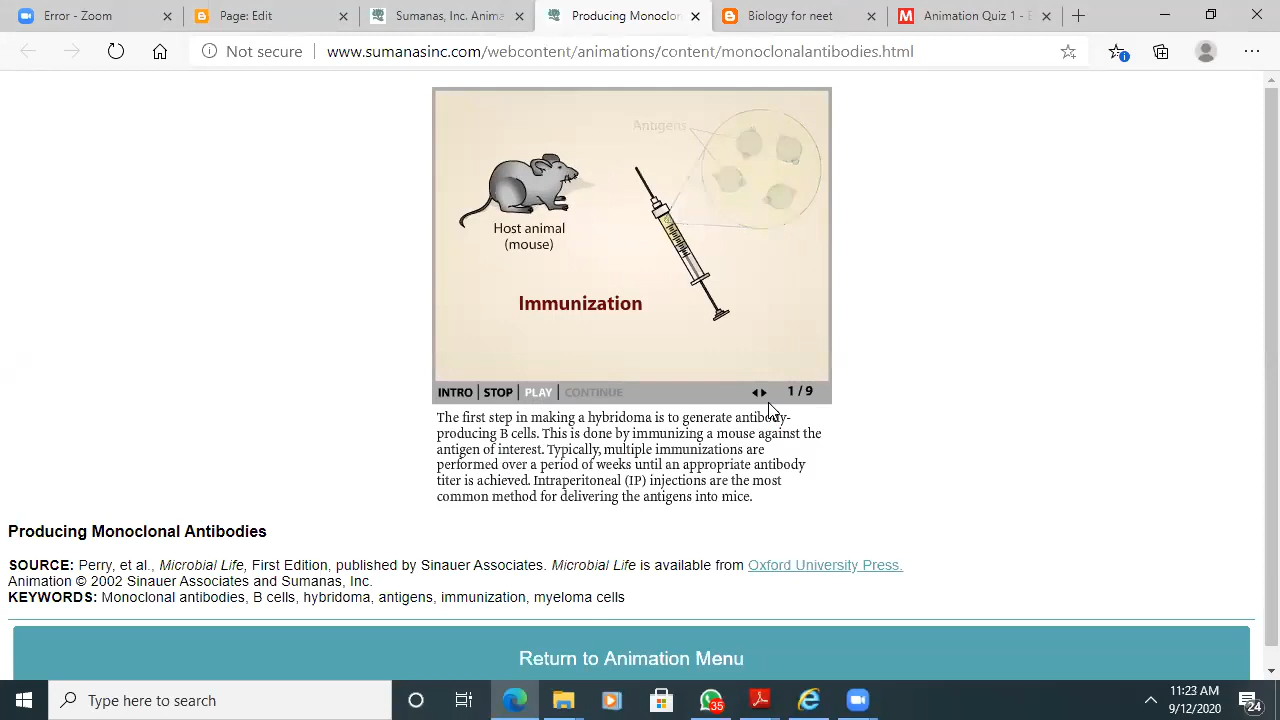 Error - Zoom
Page: Edit
Sumanas, Inc. Anima
Producing Monoclon
Biology for neet
Animation Quiz 1 - E
Not secure
www.sumanasinc.com/webcontent/animations/content/monoclonalantibodies.html
Antigens
Host animal
(mouse)
Immunization
INTRO | STOP | PLAY | CONTINUE
1 / 9
The first step in making a hybridoma is to generate antibody-
producing B cells. This is done by immunizing a mouse against the
antigen of interest. Typically, multiple immunizations are
performed over a period of weeks until an appropriate antibody
titer is achieved. Intraperitoneal (IP) injections are the most
common method for delivering the antigens into mice.
Producing Monoclonal Antibodies
SOURCE: Perry, et al., Microbial Life, First Edition, published by Sinauer Associates. Microbial Life is available from Oxford University Press.
Animation © 2002 Sinauer Associates and Sumanas, Inc.
KEYWORDS: Monoclonal antibodies, B cells, hybridoma, antigens, immunization, myeloma cells
Return to Animation Menu
Type here to search
35
11:23 AM
9/12/2020
24